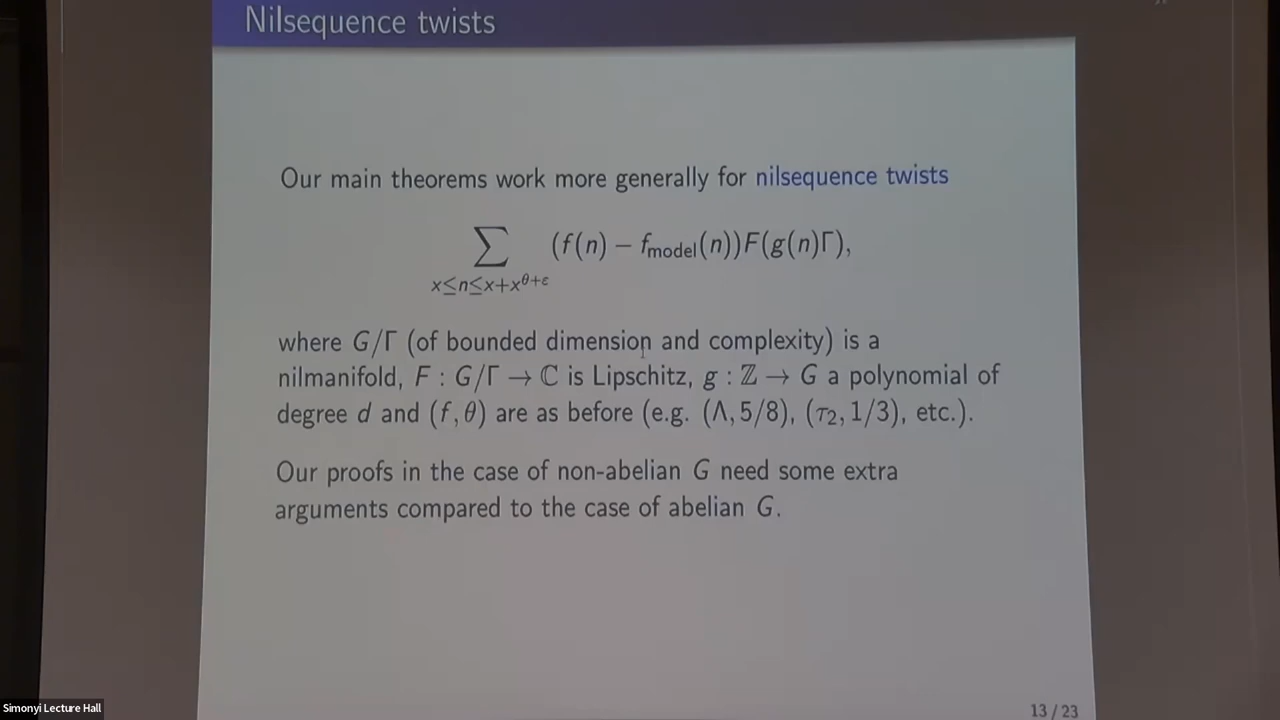 Nilsequence twists
Our main theorems work more generally for nilsequence twists
∑_{x≤n≤x+x^{θ+ε}} (f(n) − f_model(n))F(g(n)Γ),
where G/Γ (of bounded dimension and complexity) is a
nilmanifold, F : G/Γ → ℂ is Lipschitz, g : ℤ → G a polynomial of
degree d and (f, θ) are as before (e.g. (Λ, 5/8), (τ₂, 1/3), etc.).
Our proofs in the case of non-abelian G need some extra
arguments compared to the case of abelian G.
13 / 23
Simonyi Lecture Hall